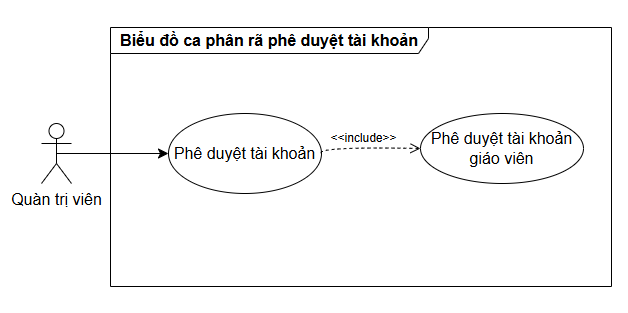 Biểu đồ ca phân rã phê duyệt tài khoản
<<include>>
Phê duyệt tài khoản
Phê duyệt tài khoản
giáo viên
Quàn trị viên